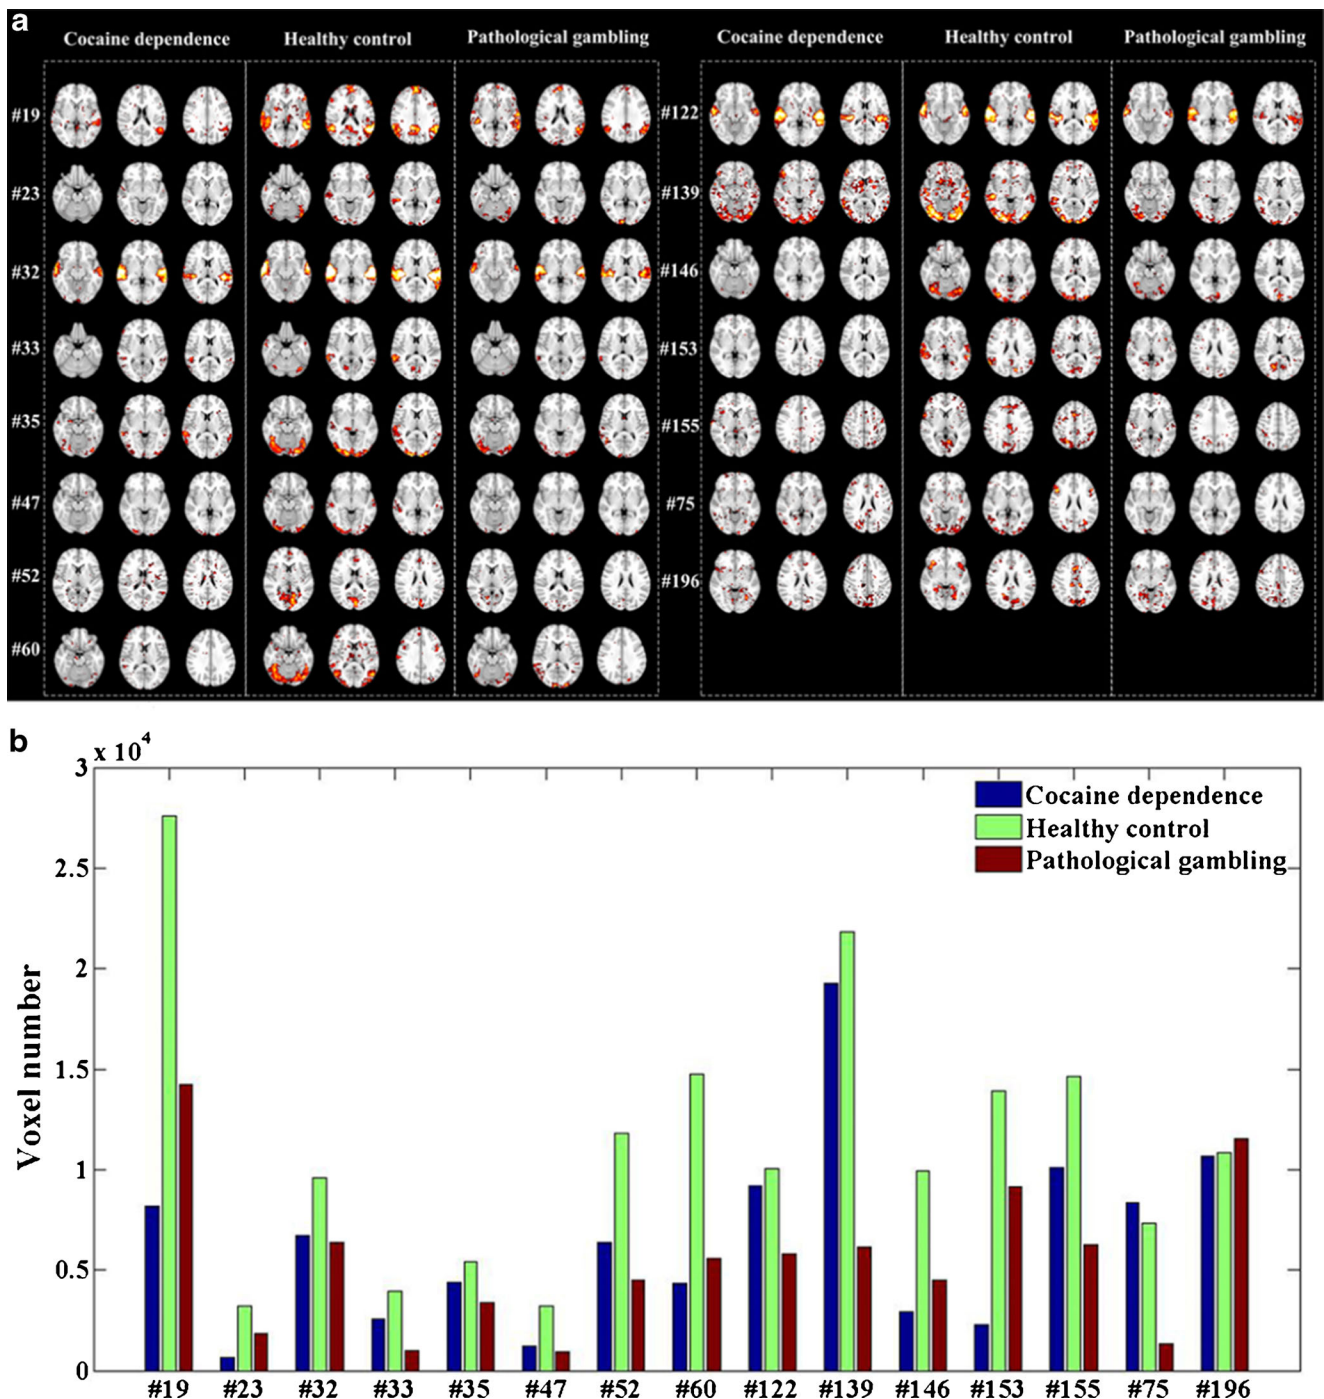 a
Cocaine dependence Healthy control Pathological gambling Cocaine dependence Healthy control Pathological gambling
#19 #122
#23 #139
#32 #146
#33 #153
#35 #155
#47 #75
#52 #196
#60
b
3 x 10^4
Cocaine dependence
Healthy control
Pathological gambling
2.5
2
1.5
1
0.5
0
Voxel number
#19 #23 #32 #33 #35 #47 #52 #60 #122 #139 #146 #153 #155 #75 #196